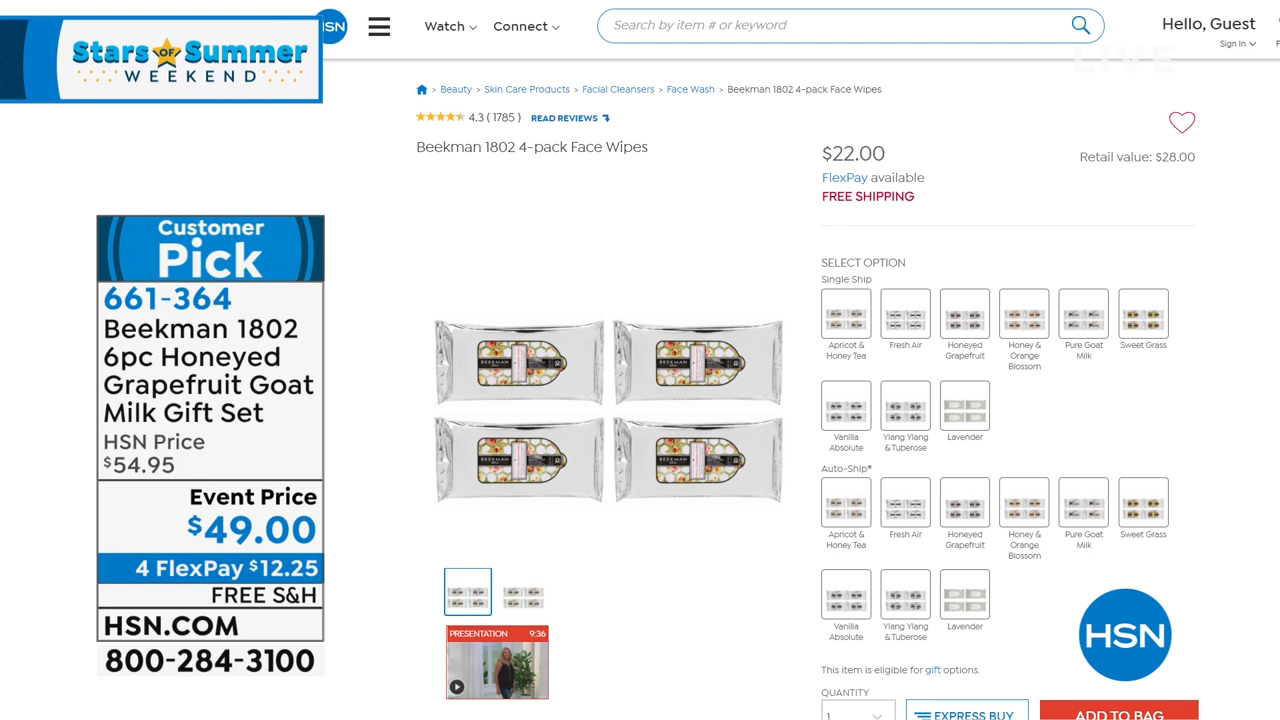 Stars OF Summer
WEEKEND
HSN
Watch
Connect
Search by item # or keyword
Hello, Guest
Sign In
LIVE
> Beauty > Skin Care Products > Facial Cleansers > Face Wash > Beekman 1802 4-pack Face Wipes
4.3 ( 1785 ) READ REVIEWS
Beekman 1802 4-pack Face Wipes
$22.00
Retail value: $28.00
FlexPay available
FREE SHIPPING
Customer
Pick
661-364
Beekman 1802
6pc Honeyed
Grapefruit Goat
Milk Gift Set
HSN Price
$54.95
Event Price
$49.00
4 FlexPay $12.25
FREE S&H
HSN.COM
800-284-3100
BEEKMAN
BEEKMAN
BEEKMAN
BEEKMAN
PRESENTATION 9:36
SELECT OPTION
Single Ship
Apricot & Honey Tea
Fresh Air
Honeyed Grapefruit
Honey & Orange Blossom
Pure Goat Milk
Sweet Grass
Vanilla Absolute
Ylang Ylang & Tuberose
Lavender
Auto-Ship®
Apricot & Honey Tea
Fresh Air
Honeyed Grapefruit
Honey & Orange Blossom
Pure Goat Milk
Sweet Grass
Vanilla Absolute
Ylang Ylang & Tuberose
Lavender
HSN
This item is eligible for gift options.
QUANTITY
1
EXPRESS BUY
ADD TO BAG